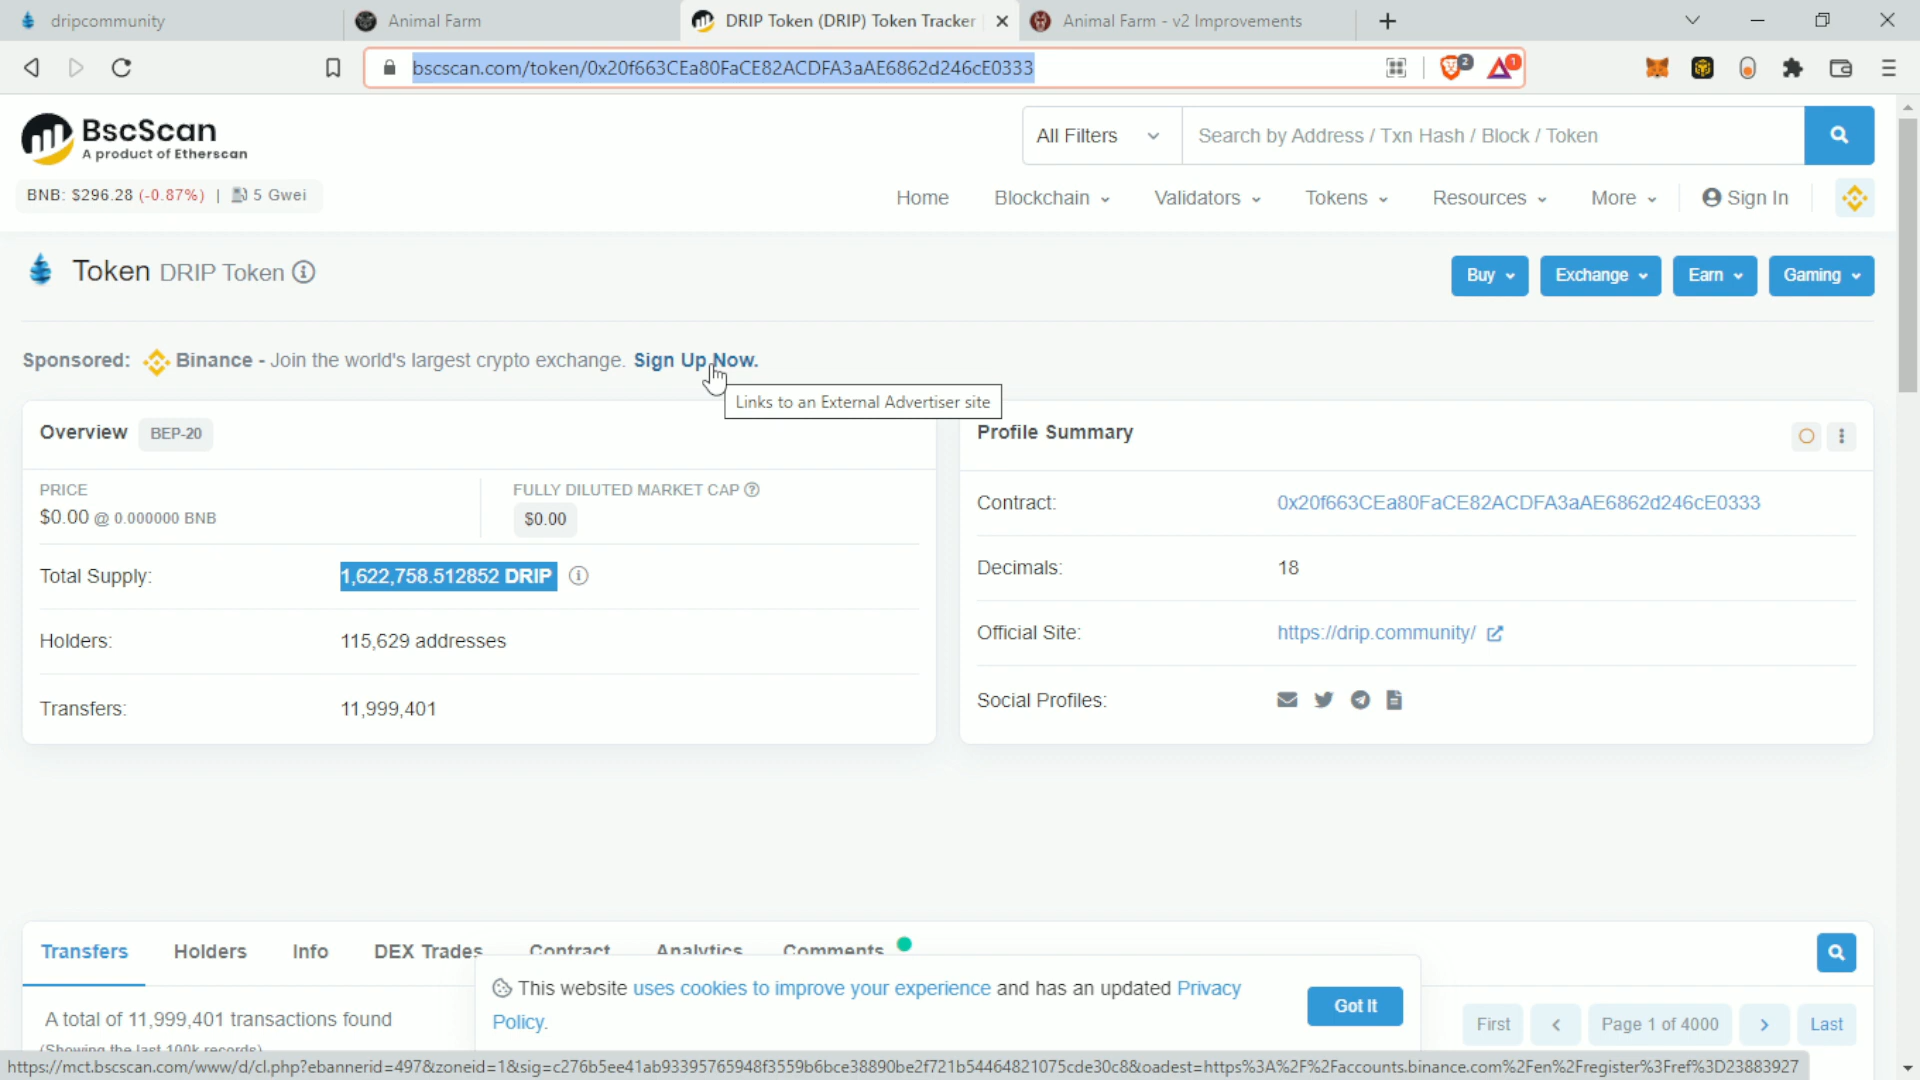 dripcommunity
Animal Farm
DRIP Token (DRIP) Token Tracker
Animal Farm - v2 Improvements
bscscan.com/token/0x20f663CEa80FaCE82ACDFA3aAE6862d246cE0333
2
1
BscScan
A product of Etherscan
All Filters
Search by Address / Txn Hash / Block / Token
BNB: $296.28 (-0.87%) | 5 Gwei
Home
Blockchain
Validators
Tokens
Resources
More
Sign In
Token DRIP Token
Buy
Exchange
Earn
Gaming
Sponsored: Binance - Join the world's largest crypto exchange. Sign Up Now.
Links to an External Advertiser site
Overview BEP-20
PRICE
$0.00 @ 0.000000 BNB
FULLY DILUTED MARKET CAP
$0.00
Total Supply: 1,622,758.512852 DRIP
Holders: 115,629 addresses
Transfers: 11,999,401
Profile Summary
Contract: 0x20f663CEa80FaCE82ACDFA3aAE6862d246cE0333
Decimals: 18
Official Site: https://drip.community/
Social Profiles:
Transfers
Holders
Info
DEX Trades
Contract
Analytics
Comments
A total of 11,999,401 transactions found
(Showing the last 100k records)
This website uses cookies to improve your experience and has an updated Privacy
Policy.
Got It
First
Page 1 of 4000
Last
https://mct.bscscan.com/www/d/cl.php?ebannerid=497&zoneid=1&sig=c276b5ee41ab93395765948f3559b6bce38890be2f721b54464821075cde30c8&oadest=https%3A%2F%2Faccounts.binance.com%2Fen%2Fregister%3Fref%3D23883927